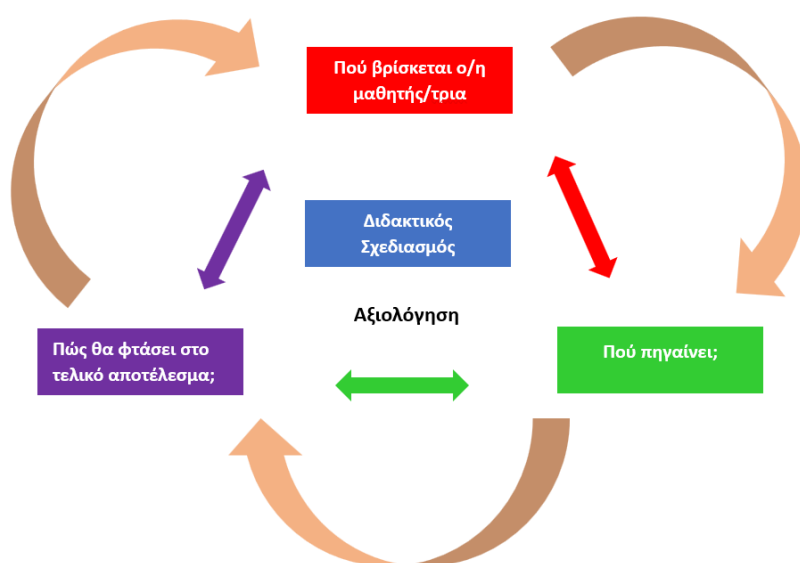 Πού βρίσκεται ο/η
μαθητής/τρια
Διδακτικός
Σχεδιασμός
Αξιολόγηση
Πώς θα φτάσει στο
τελικό αποτέλεσμα;
Πού πηγαίνει;